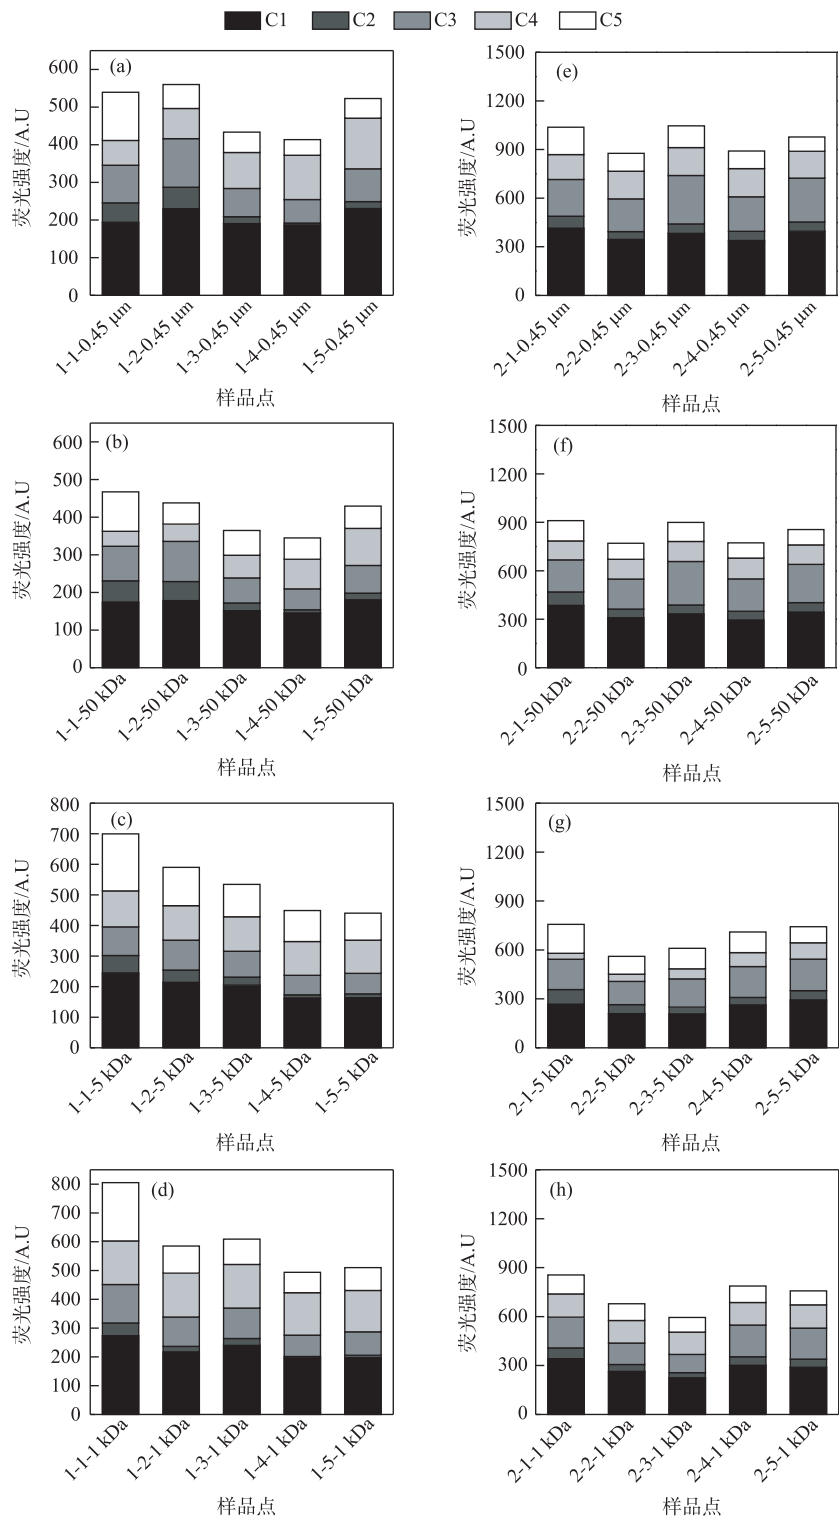 C1 C2 C3 C4 C5
(a)
荧光强度/A.U
600
500
400
300
200
100
0
1-1-0.45 μm
1-2-0.45 μm
1-3-0.45 μm
1-4-0.45 μm
1-5-0.45 μm
样品点
(e)
荧光强度/A.U
1500
1200
900
600
300
0
2-1-0.45 μm
2-2-0.45 μm
2-3-0.45 μm
2-4-0.45 μm
2-5-0.45 μm
样品点
(b)
荧光强度/A.U
600
500
400
300
200
100
0
1-1-50 kDa
1-2-50 kDa
1-3-50 kDa
1-4-50 kDa
1-5-50 kDa
样品点
(f)
荧光强度/A.U
1500
1200
900
600
300
0
2-1-50 kDa
2-2-50 kDa
2-3-50 kDa
2-4-50 kDa
2-5-50 kDa
样品点
(c)
荧光强度/A.U
800
700
600
500
400
300
200
100
0
1-1-5 kDa
1-2-5 kDa
1-3-5 kDa
1-4-5 kDa
1-5-5 kDa
样品点
(g)
荧光强度/A.U
1500
1200
900
600
300
0
2-1-5 kDa
2-2-5 kDa
2-3-5 kDa
2-4-5 kDa
2-5-5 kDa
样品点
(d)
荧光强度/A.U
800
700
600
500
400
300
200
100
0
1-1-1 kDa
1-2-1 kDa
1-3-1 kDa
1-4-1 kDa
1-5-1 kDa
样品点
(h)
荧光强度/A.U
1500
1200
900
600
300
0
2-1-1 kDa
2-2-1 kDa
2-3-1 kDa
2-4-1 kDa
2-5-1 kDa
样品点